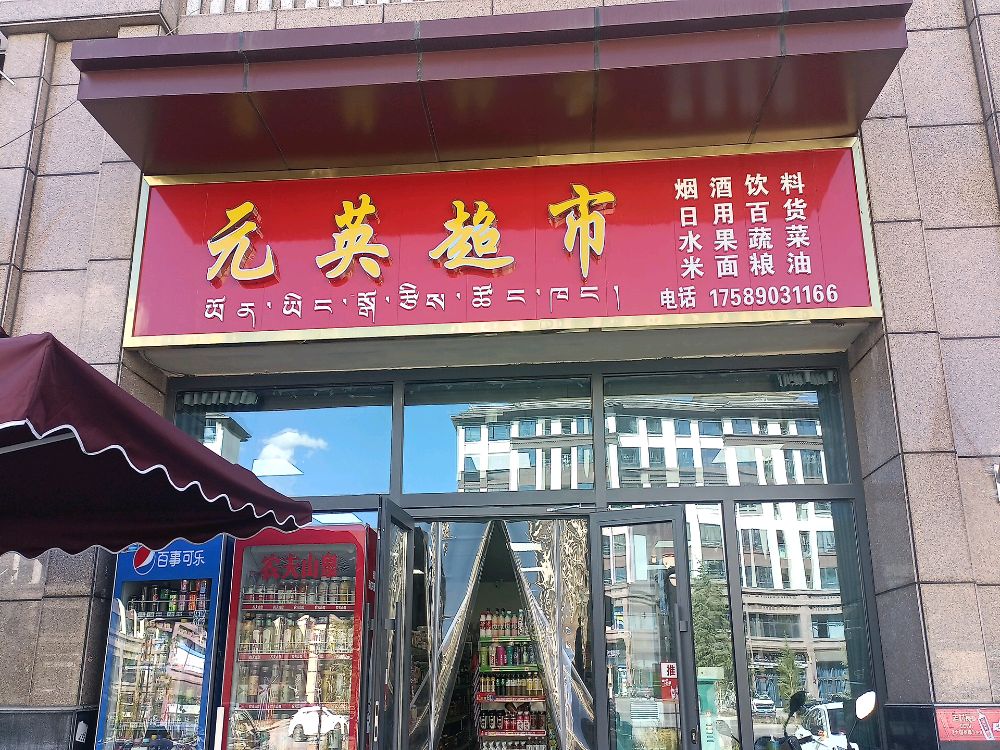 元英超市
ཡོན་ཡིང་སྒོ་ཅིས་ཚོང་ཁང་།
烟酒饮料
日用百货
水果蔬菜
米面粮油
电话 17589031166
百事可乐
农夫山泉
推